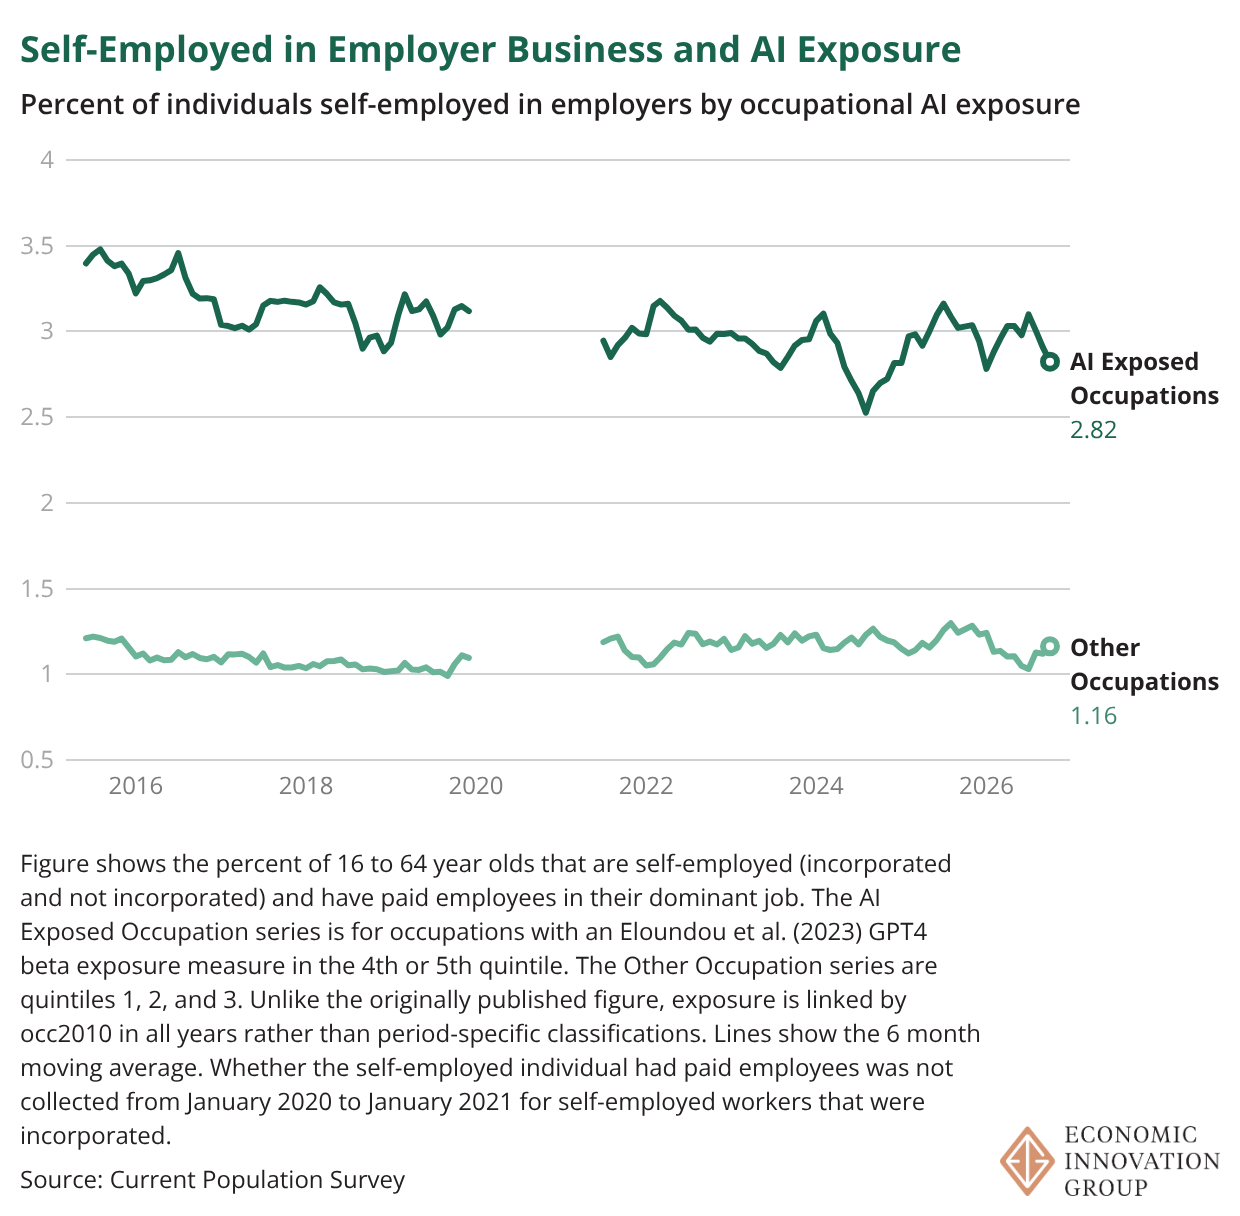 Self-Employed in Employer Business and AI Exposure
Percent of individuals self-employed in employers by occupational AI exposure
4
3.5
3
2.5
2
1.5
1
0.5
AI Exposed
Occupations
2.82
Other
Occupations
1.16
2016
2018
2020
2022
2024
2026
Figure shows the percent of 16 to 64 year olds that are self-employed (incorporated
and not incorporated) and have paid employees in their dominant job. The AI
Exposed Occupation series is for occupations with an Eloundou et al. (2023) GPT4
beta exposure measure in the 4th or 5th quintile. The Other Occupation series are
quintiles 1, 2, and 3. Unlike the originally published figure, exposure is linked by
occ2010 in all years rather than period-specific classifications. Lines show the 6 month
moving average. Whether the self-employed individual had paid employees was not
collected from January 2020 to January 2021 for self-employed workers that were
incorporated.
Source: Current Population Survey
ECONOMIC
INNOVATION
GROUP